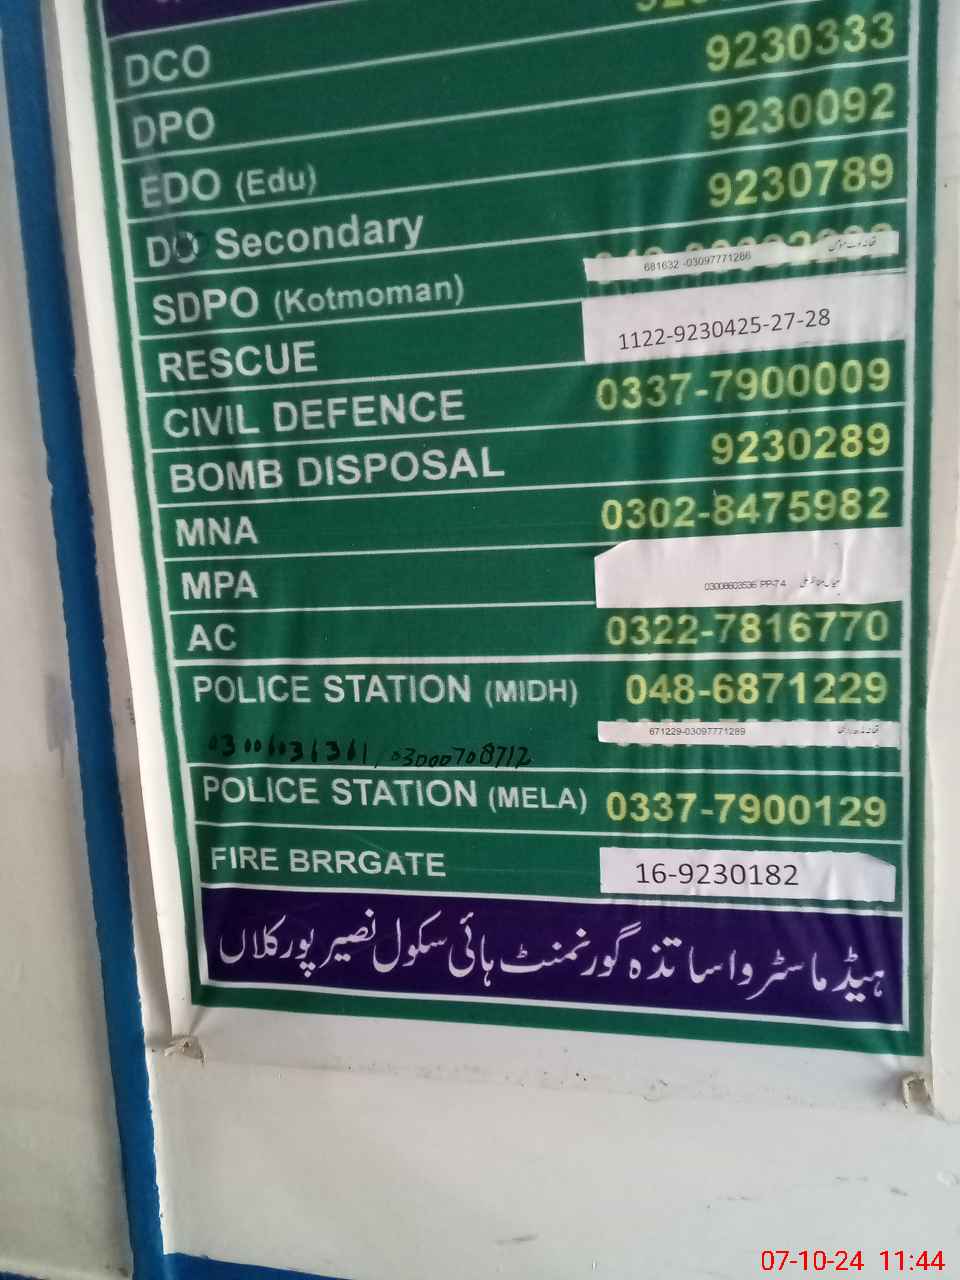 DCO 9230333
DPO 9230092
EDO (Edu) 9230789
DO Secondary
681632 -03097771286
SDPO (Kotmoman)
RESCUE 1122-9230425-27-28
CIVIL DEFENCE 0337-7900009
BOMB DISPOSAL 9230289
MNA 0302-8475982
MPA 03008603536 PP-74
AC 0322-7816770
POLICE STATION (MIDH) 048-6871229
671229-03097771289
03006031361, 03000708712
POLICE STATION (MELA) 0337-7900129
FIRE BRRGATE 16-9230182
ہیڈ ماسٹر و اساتذہ گورنمنٹ ہائی سکول نصیر پور کلاں
07-10-24 11:44